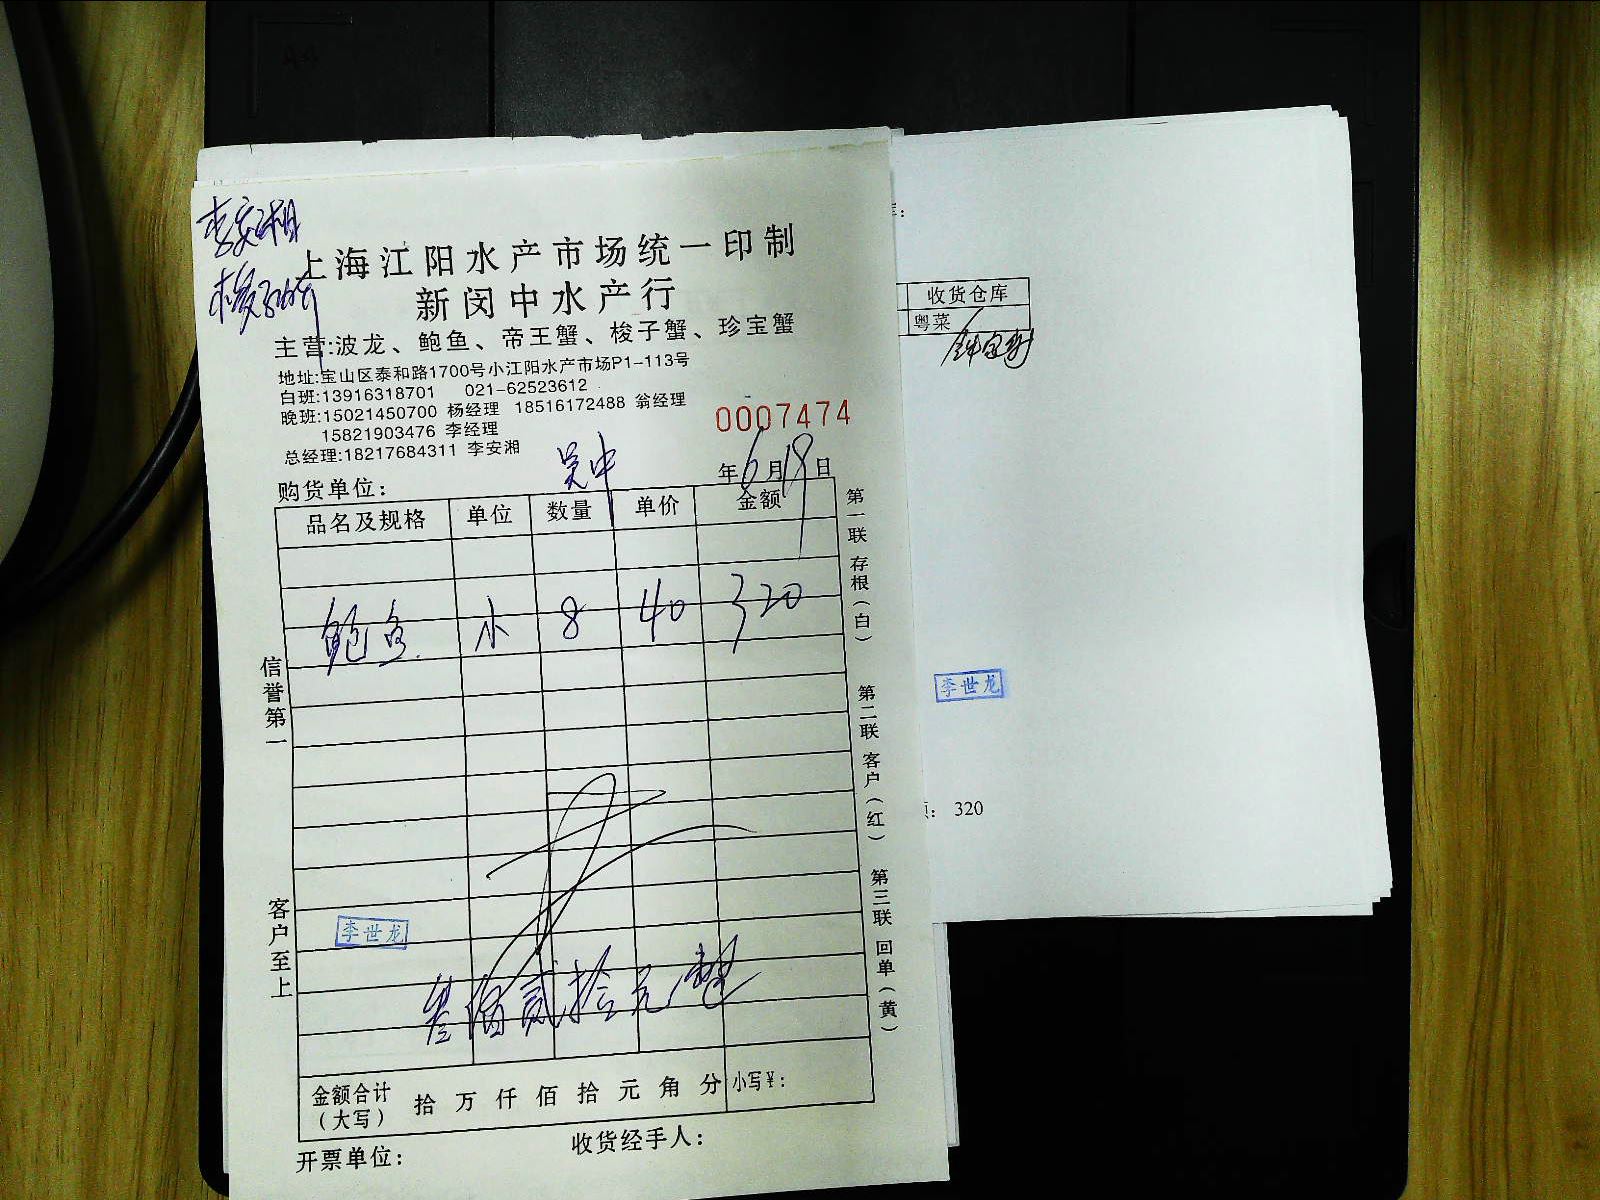 李安湘
上海江阳水产市场统一印制
新闵中水产行
主营:波龙、鲍鱼、帝王蟹、梭子蟹、珍宝蟹
地址:宝山区泰和路1700号小江阳水产市场P1-113号
白班:13916318701 021-62523612
晚班:15021450700 杨经理 18516172488 翁经理
15821903476 李经理
总经理:18217684311 李安湘
0007474
购货单位: 吴中 年6月19日
品名及规格 单位 数量 单价 金额
鲍鱼 小 8 40 320
叁佰贰拾元整
金额合计（大写） 拾 万 仟 佰 拾 元 角 分 小写¥:
开票单位: 收货经手人:
信誉第一
客户至上
李世龙
第一联 存根（白）
第二联 客户（红）
第三联 回单（黄）
收货仓库
粤菜
李世龙
: 320